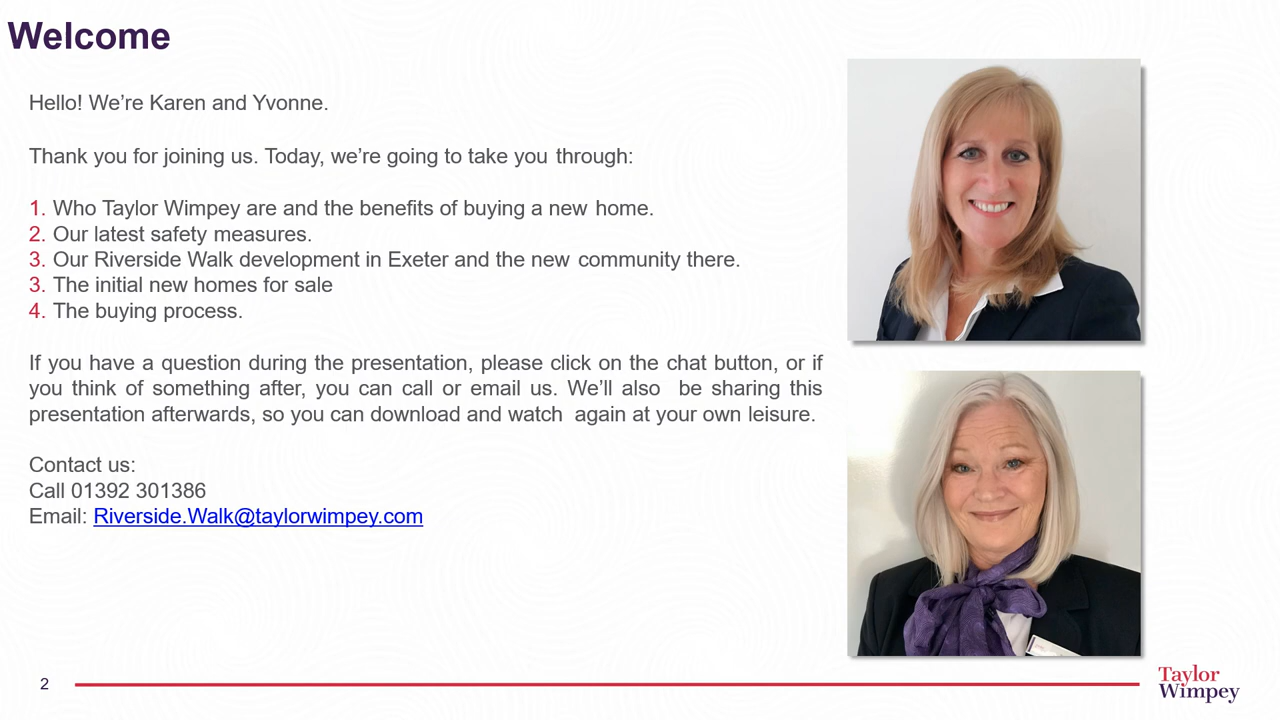 Welcome
Hello! We’re Karen and Yvonne.
Thank you for joining us. Today, we’re going to take you through:
1. Who Taylor Wimpey are and the benefits of buying a new home.
2. Our latest safety measures.
3. Our Riverside Walk development in Exeter and the new community there.
3. The initial new homes for sale
4. The buying process.
If you have a question during the presentation, please click on the chat button, or if
you think of something after, you can call or email us. We’ll also be sharing this
presentation afterwards, so you can download and watch again at your own leisure.
Contact us:
Call 01392 301386
Email: Riverside.Walk@taylorwimpey.com
2
Taylor
Wimpey